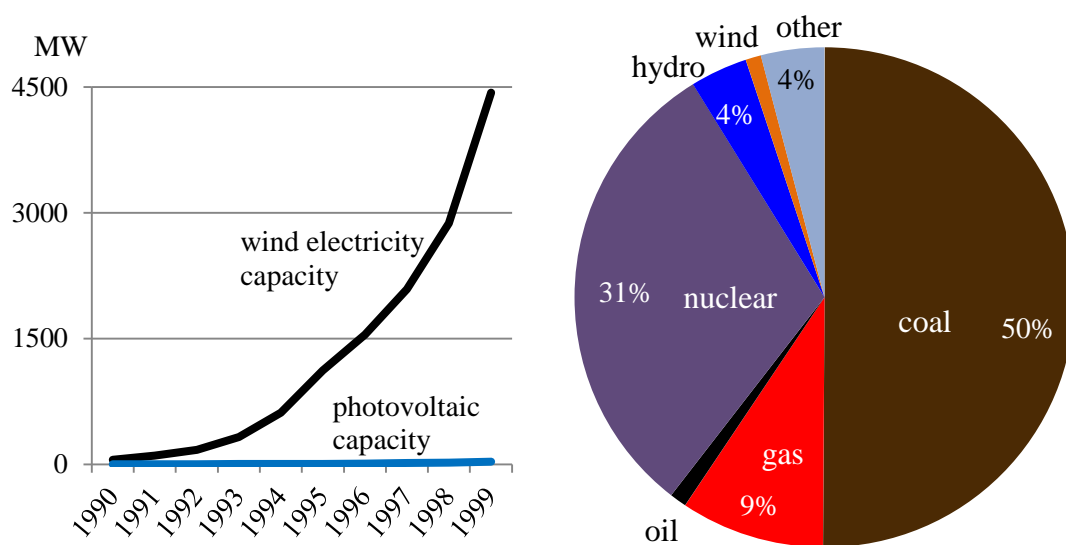 MW
4500
3000
1500
0
wind electricity
capacity
photovoltaic
capacity
1990
1991
1992
1993
1994
1995
1996
1997
1998
1999
wind
other
hydro
4%
4%
31%
nuclear
coal
50%
gas
9%
oil